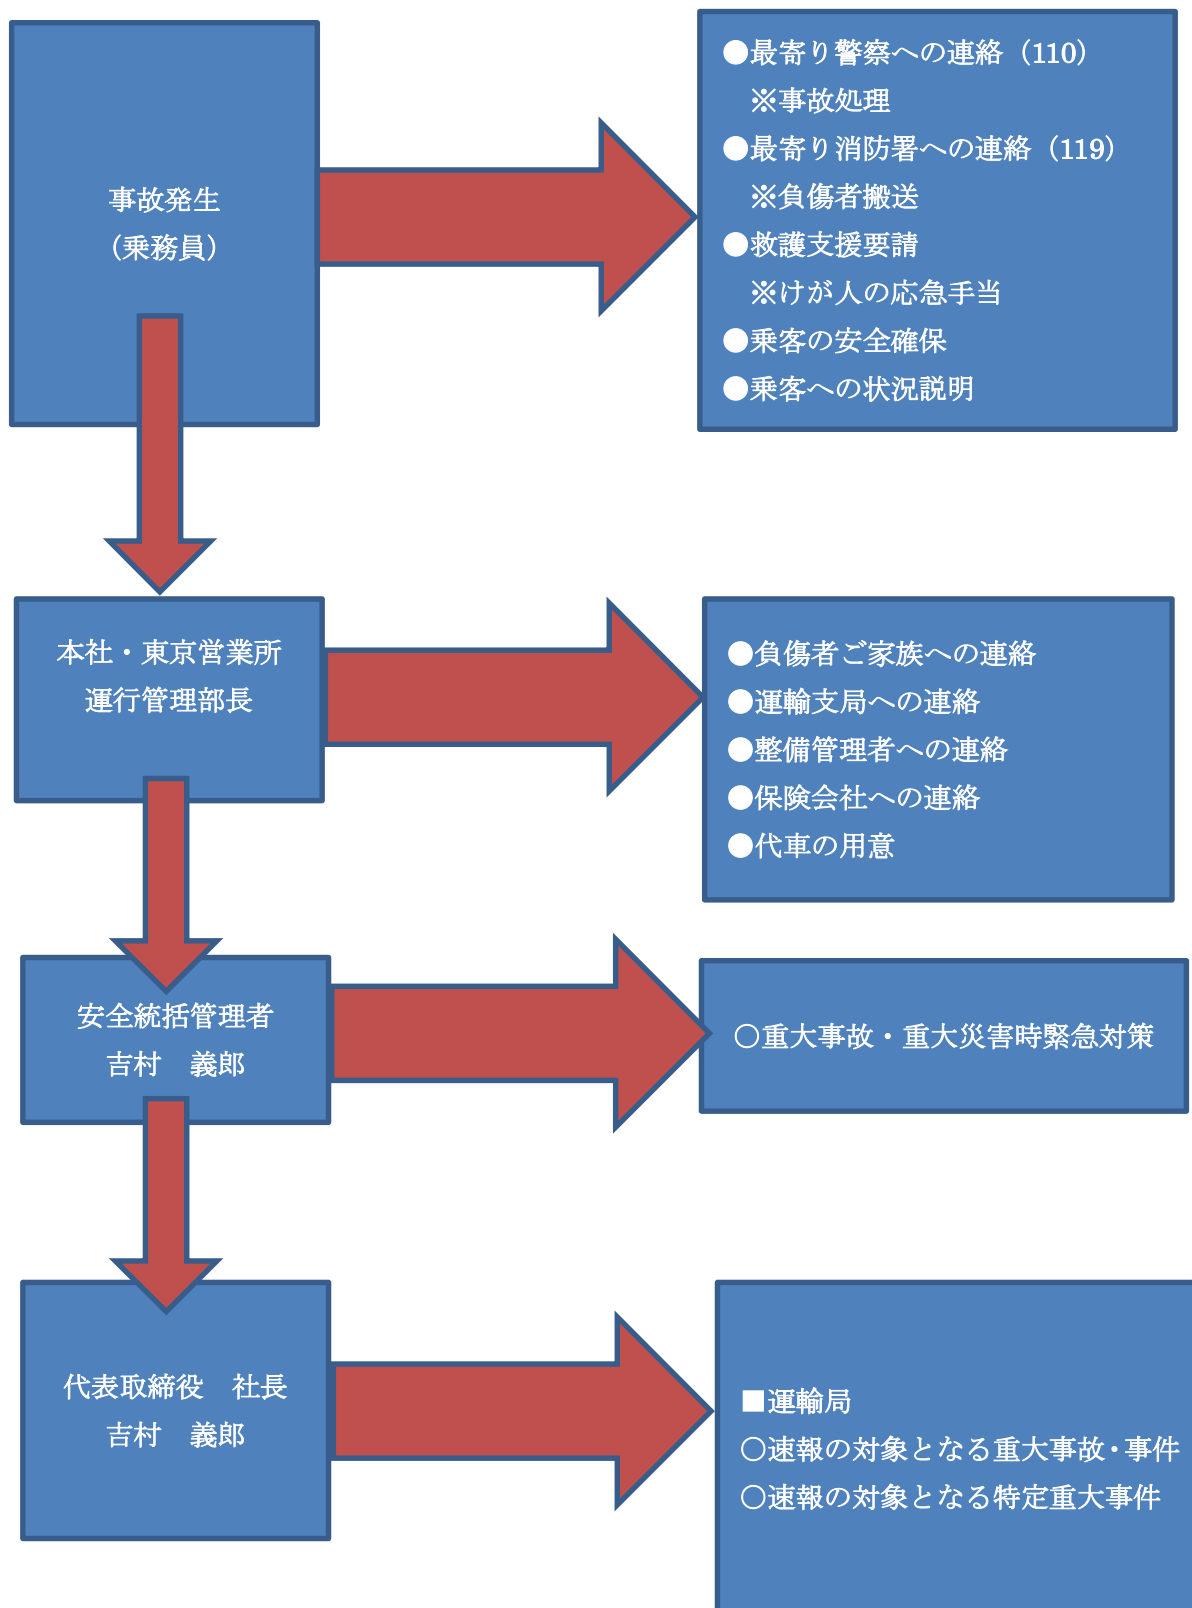 事故発生
（乗務員）
●最寄り警察への連絡（110）
※事故処理
●最寄り消防署への連絡（119）
※負傷者搬送
●救護支援要請
※けが人の応急手当
●乗客の安全確保
●乗客への状況説明
本社・東京営業所
運行管理部長
●負傷者ご家族への連絡
●運輸支局への連絡
●整備管理者への連絡
●保険会社への連絡
●代車の用意
安全統括管理者
吉村　義郎
○重大事故・重大災害時緊急対策
代表取締役　社長
吉村　義郎
■運輸局
○速報の対象となる重大事故・事件
○速報の対象となる特定重大事件